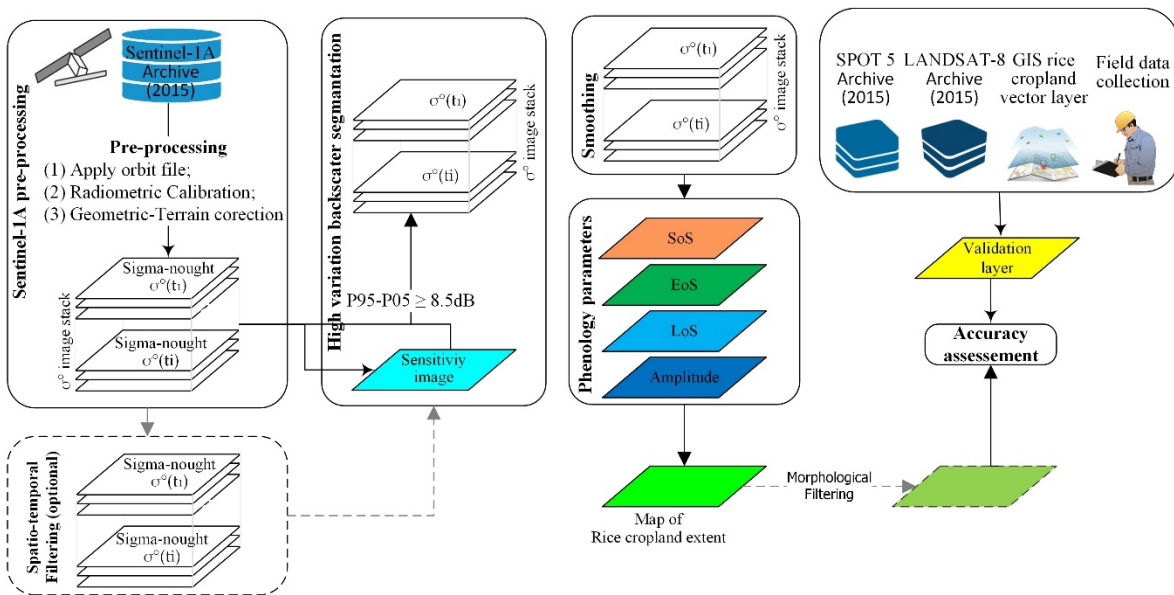 Sentinel-1A pre-processing
Sentinel-1A
Archive
(2015)
Pre-processing
(1) Apply orbit file;
(2) Radiometric Calibration;
(3) Geometric-Terrain corection
Sigma-nought
σ°(t1)
Sigma-nought
σ°(ti)
σ° image stack
Spatio-temporal
Filtering (optional)
Sigma-nought
σ°(t1)
Sigma-nought
σ°(ti)
High variation backscater segmantation
σ°(t1)
σ°(ti)
σ° image stack
P95-P05 ≥ 8.5dB
Sensitiviy
image
Smoothing
σ°(t1)
σ°(ti)
σ° image stack
Phenology parameters
SoS
EoS
LoS
Amplitude
Map of
Rice cropland extent
Morphological
Filtering
SPOT 5
Archive
(2015)
LANDSAT-8
Archive
(2015)
GIS rice
cropland
vector layer
Field data
collection
Validation
layer
Accuracy
assessment